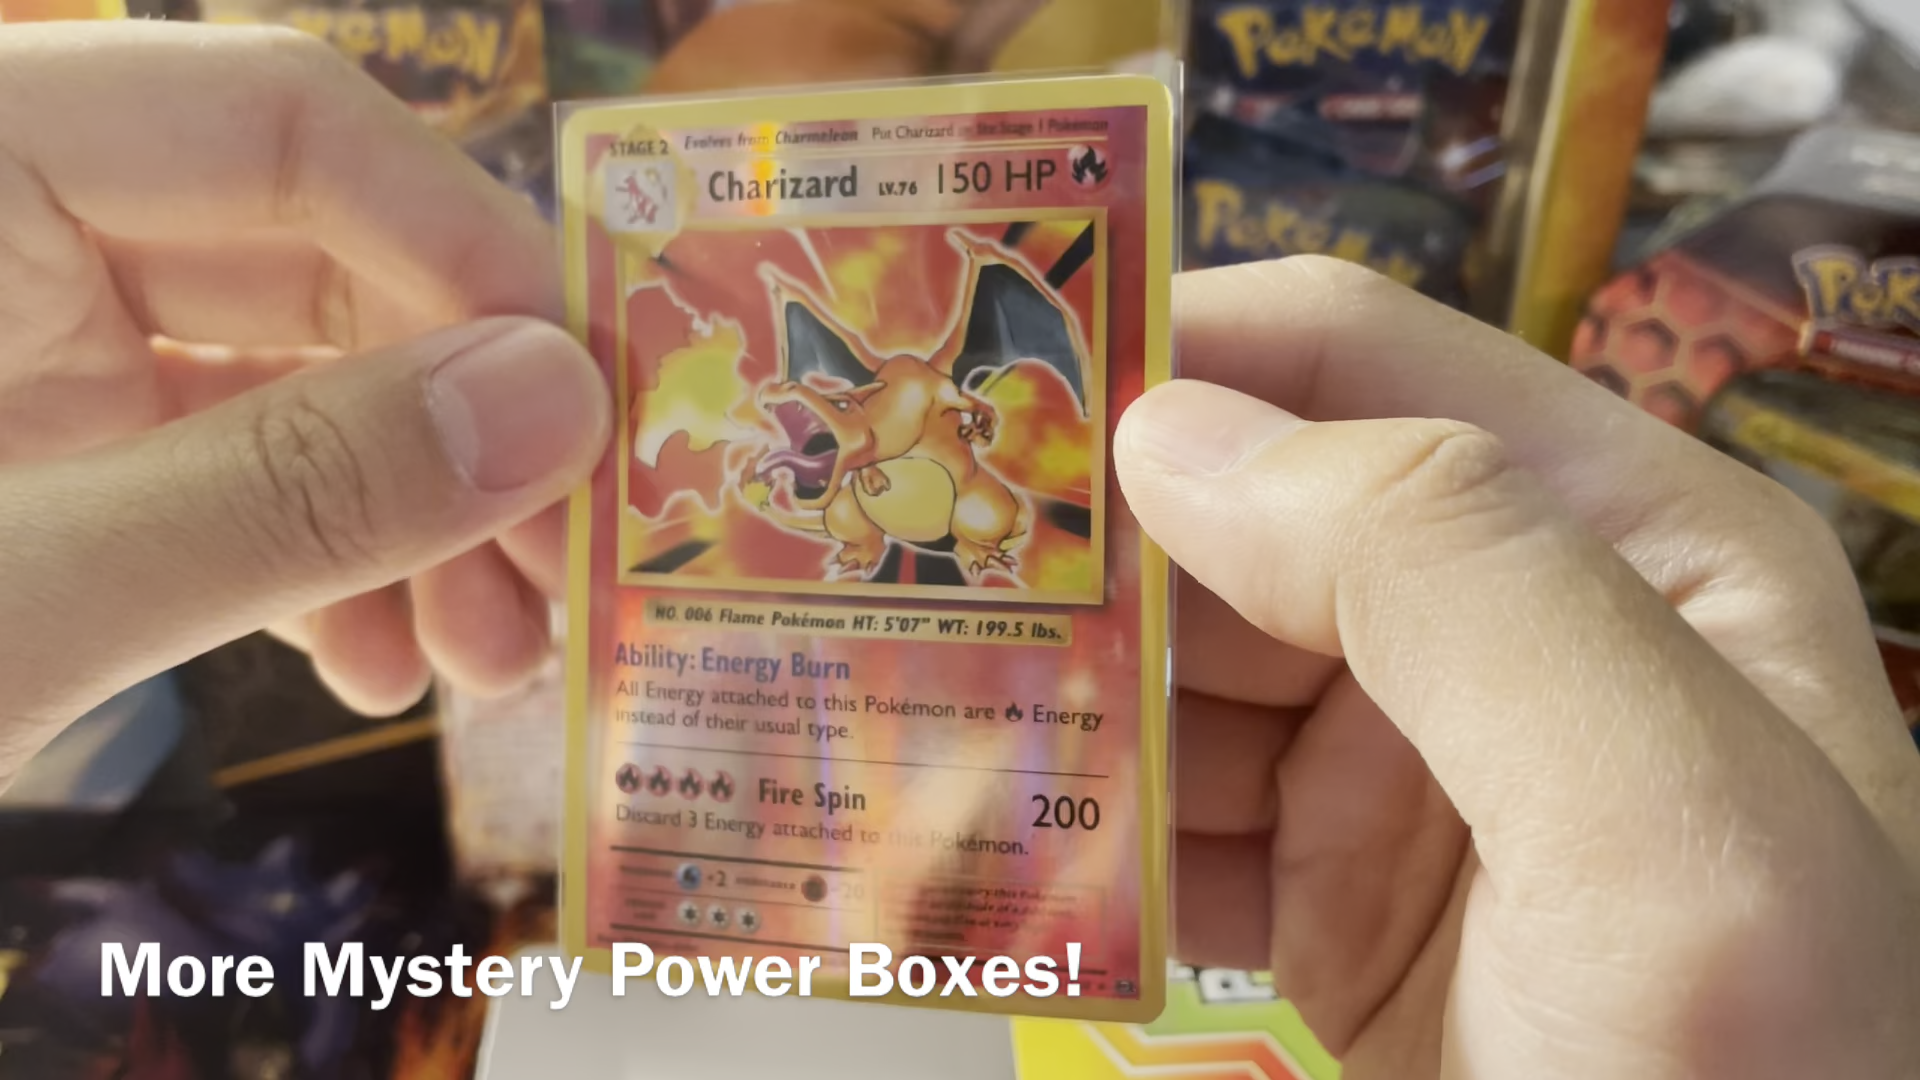 POKéMON
POKéMON
POKéMON
STAGE 2 Evolves from Charmeleon Put Charizard on the Stage 1 Pokémon
Charizard LV.76 150 HP
NO. 006 Flame Pokémon HT: 5'07" WT: 199.5 lbs.
Ability: Energy Burn
All Energy attached to this Pokémon are Energy
instead of their usual type.
Fire Spin 200
Discard 3 Energy attached to this Pokémon.
×2 resistance -20
More Mystery Power Boxes!